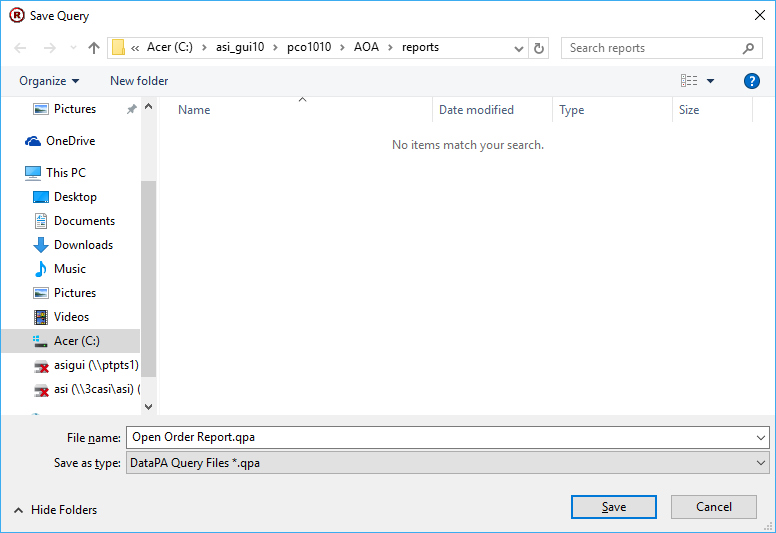 Save Query
« Acer (C:) > asi_gui10 > pco1010 > AOA > reports
Search reports
Organize
New folder
Pictures
OneDrive
This PC
Desktop
Documents
Downloads
Music
Pictures
Videos
Acer (C:)
asigui (\\ptpts1)
asi (\\3casi\asi) (
Name Date modified Type Size
No items match your search.
File name: Open Order Report.qpa
Save as type: DataPA Query Files *.qpa
Hide Folders
Save
Cancel